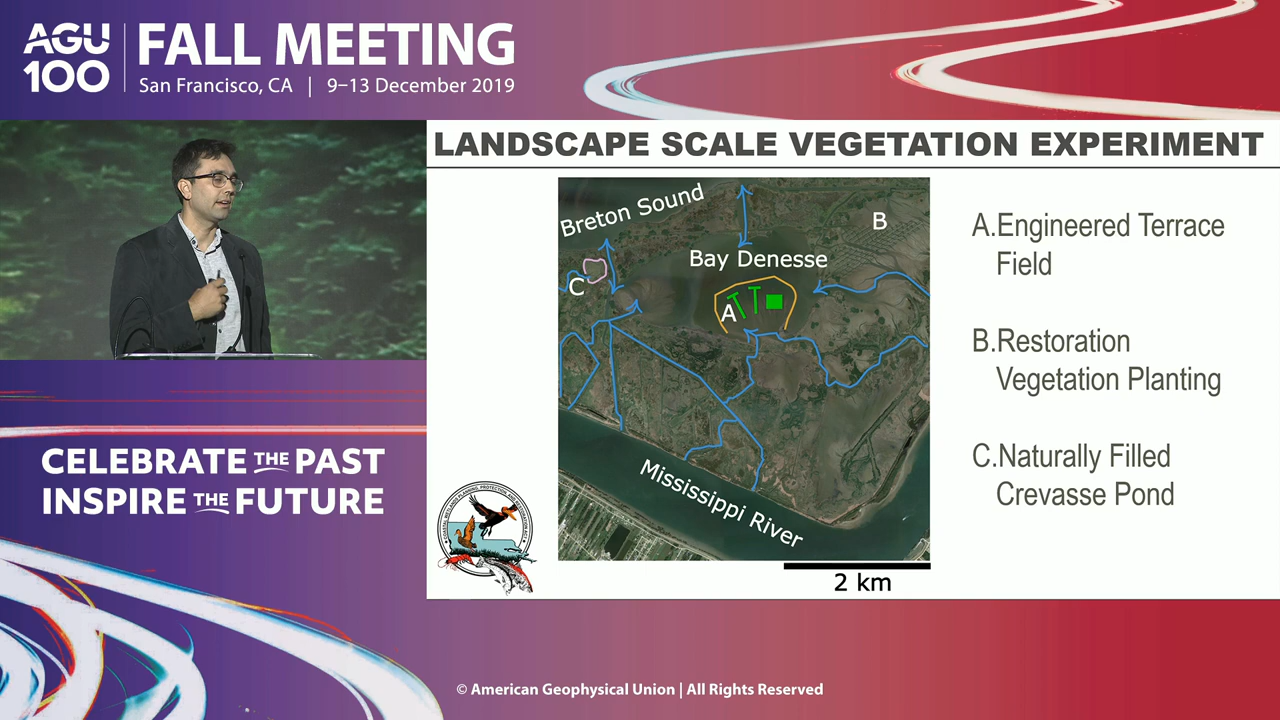 AGU
100
FALL MEETING
San Francisco, CA | 9–13 December 2019
LANDSCAPE SCALE VEGETATION EXPERIMENT
Breton Sound
B
Bay Denesse
C
A
Mississippi River
2 km
A.Engineered Terrace
Field
B.Restoration
Vegetation Planting
C.Naturally Filled
Crevasse Pond
CELEBRATE THE PAST
INSPIRE THE FUTURE
© American Geophysical Union | All Rights Reserved